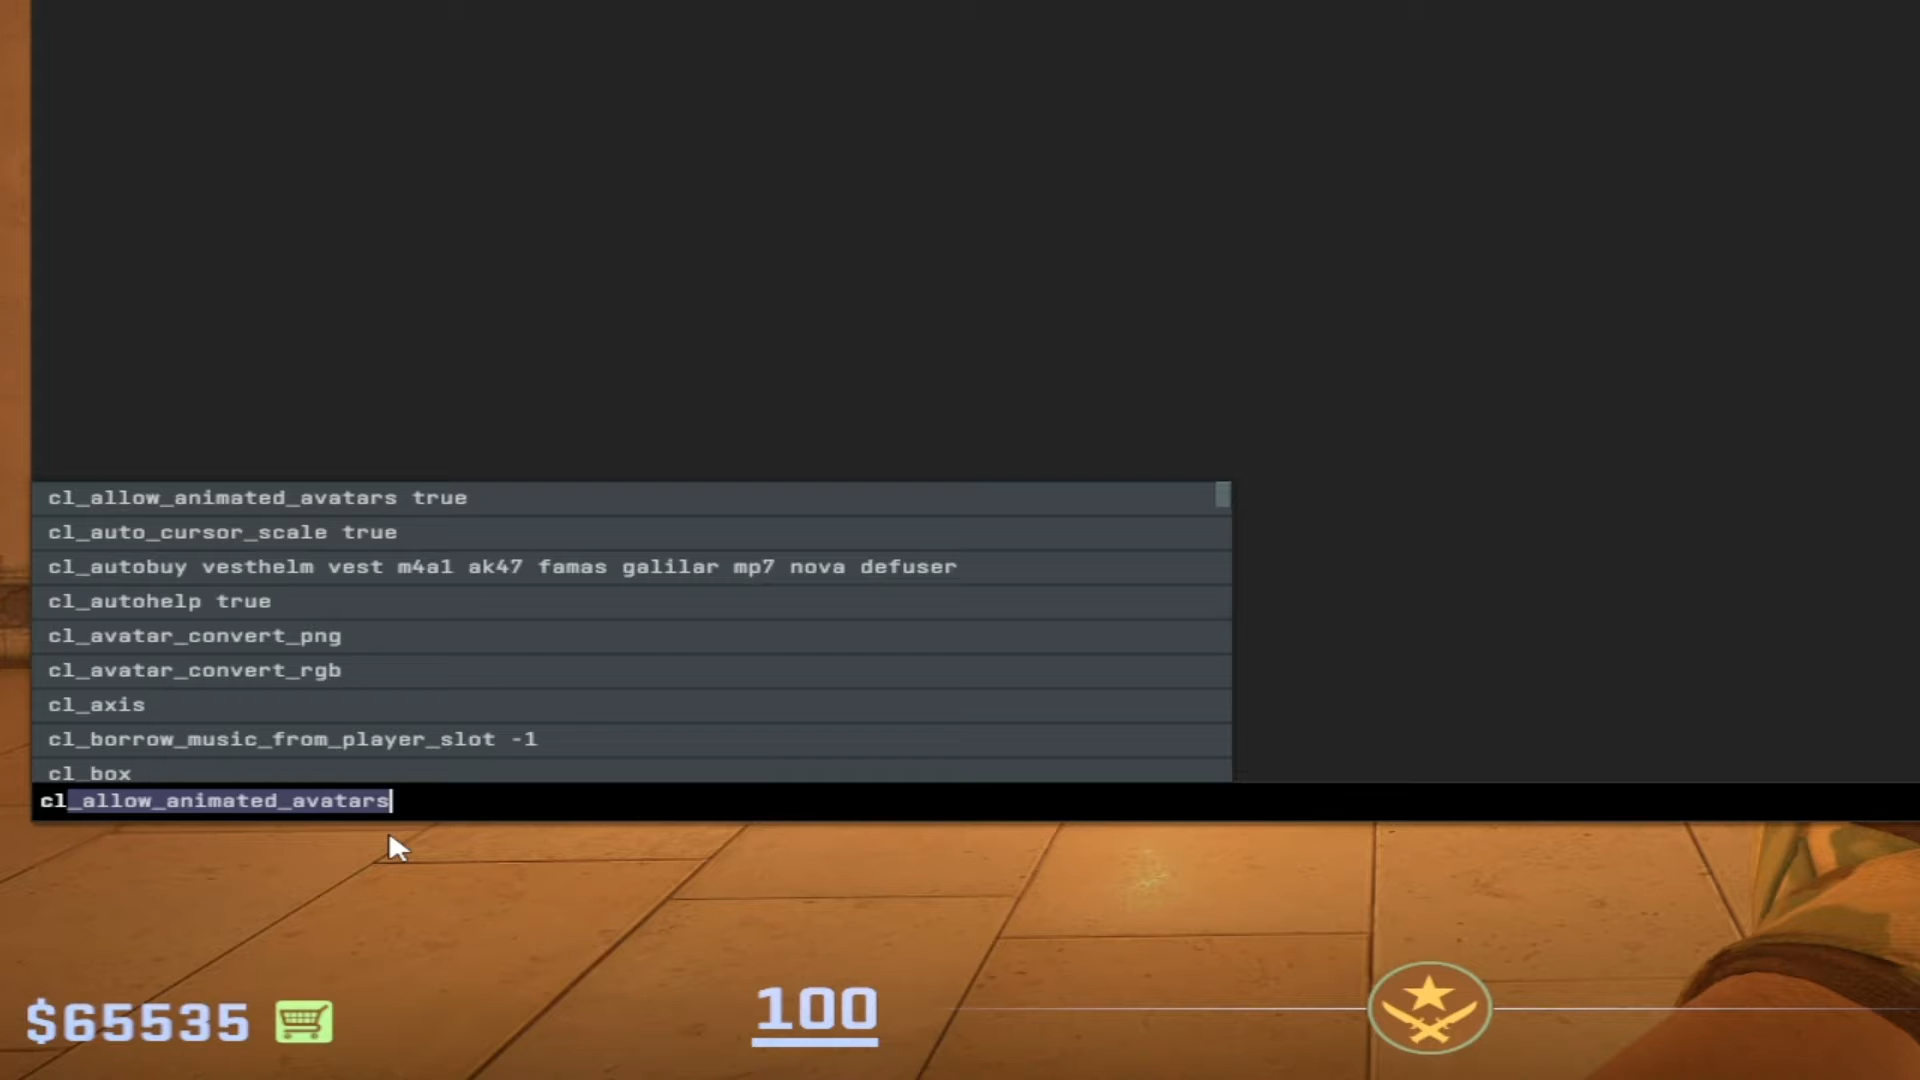 cl_allow_animated_avatars true
cl_auto_cursor_scale true
cl_autobuy vesthelm vest m4a1 ak47 famas galilar mp7 nova defuser
cl_autohelp true
cl_avatar_convert_png
cl_avatar_convert_rgb
cl_axis
cl_borrow_music_from_player_slot -1
cl_box
cl_allow_animated_avatars
$65535
100